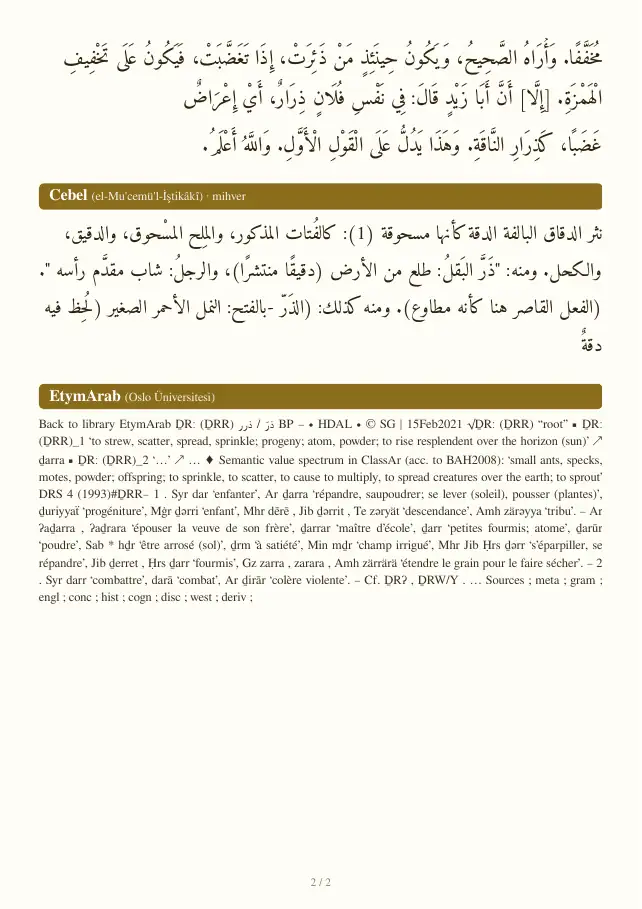 مُخَفَّفًا. وَأُرَاهُ الصَّحِيحُ، وَيَكُونُ حِينَئِذٍ مَنْ ذَئِرَتْ، إِذَا تَغَضَّبَتْ، فَيَكُونُ عَلَى تَخْفِيفِ
الْهَمْزَةِ. [إِلَّا] أَنَّ أَبَا زَيْدٍ قَالَ: فِي نَفْسِ فُلَانٍ ذِرَارٌ، أَيْ إِعْرَاضٌ
غَضَبًا، كَذِرَارِ النَّاقَةِ. وَهَذَا يَدُلُّ عَلَى الْقَوْلِ الْأَوَّلِ. وَاللَّهُ أَعْلَمُ.
Cebel (el-Mu'cemü'l-İştikâkî) · mihver
نثر الدقاق البالغة الدقة كأنها مسحوقة (1): كالفُتات المذكور، والمِلح المسْحوق، والدقيق،
والكحل. ومنه: "ذَرَّ البَقلُ: طلع من الأرض (دقيقًا منتشرًا)، والرجلُ: شاب مقدَّم رأسه ".
(الفعل القاصر هنا كأنه مطاوع). ومنه كذلك: (الذَرّ -بالفتح: النمل الأحمر الصغير (لُحِظ فيه
دقةٌ
EtymArab (Oslo Üniversitesi)
Back to library EtymArab ḎR: (ḎRR) ذرّ / ذرر BP – • HDAL • © SG | 15Feb2021 √ḎR: (ḎRR) “root” ▪ ḎR:
(ḎRR)_1 ‘to strew, scatter, spread, sprinkle; progeny; atom, powder; to rise resplendent over the horizon (sun)’ ↗
ḏarra ▪ ḎR: (ḎRR)_2 ‘…’ ↗ … ♦ Semantic value spectrum in ClassAr (acc. to BAH2008): ‘small ants, specks,
motes, powder; offspring; to sprinkle, to scatter, to cause to multiply, to spread creatures over the earth; to sprout’
DRS 4 (1993)#ḎRR– 1 . Syr dar ‘enfanter’, Ar ḏarra ‘répandre, saupoudrer; se lever (soleil), pousser (plantes)’,
ḏuriyyaẗ ‘progéniture’, Mġr ḏərri ‘enfant’, Mhr dērē , Jib ḏərrit , Te zəryät ‘descendance’, Amh zärəyya ‘tribu’. – Ar
ʔaḏarra , ʔaḏrara ‘épouser la veuve de son frère’, ḏarrar ‘maître d’école’, ḏarr ‘petites fourmis; atome’, ḏarūr
‘poudre’, Sab * hḏr ‘être arrosé (sol)’, ḏrm ‘à satiété’, Min mḏr ‘champ irrigué’, Mhr Jib Ḥrs ḏərr ‘s’éparpiller, se
répandre’, Jib ḏerret , Ḥrs ḏarr ‘fourmis’, Gz zarra , zarara , Amh zärrärä ‘étendre le grain pour le faire sécher’. – 2
. Syr darr ‘combattre’, darā ‘combat’, Ar ḏirār ‘colère violente’. – Cf. ḎRʔ , ḎRW/Y . … Sources ; meta ; gram ;
engl ; conc ; hist ; cogn ; disc ; west ; deriv ;
2 / 2